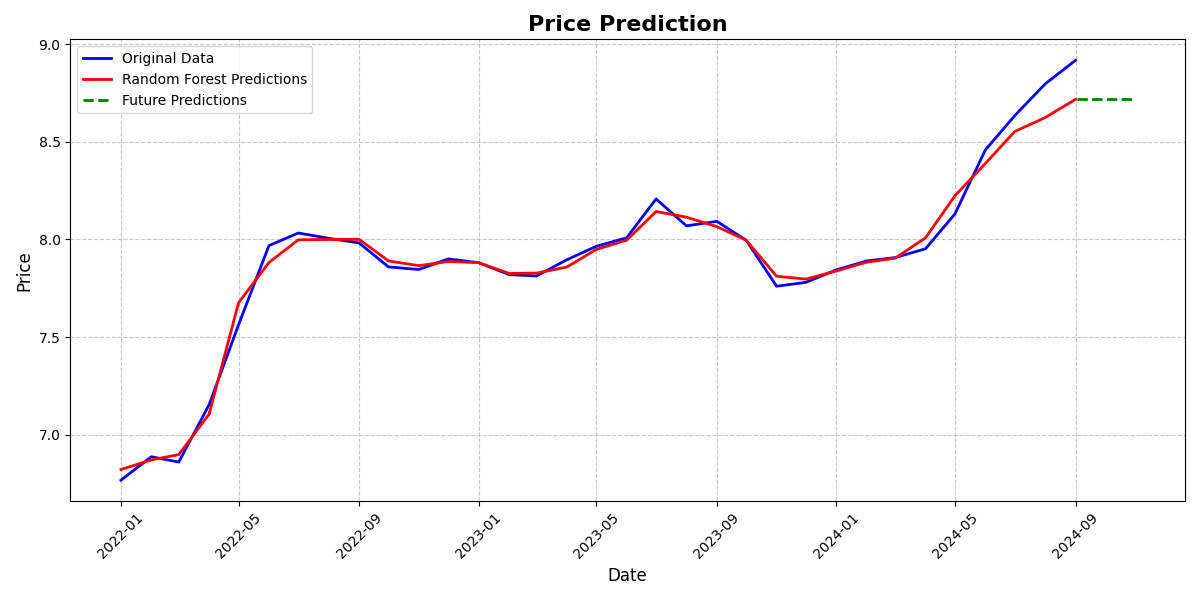 Price Prediction
Original Data
Random Forest Predictions
Future Predictions
Price
9.0
8.5
8.0
7.5
7.0
2022-01
2022-05
2022-09
2023-01
2023-05
2023-09
2024-01
2024-05
2024-09
Date